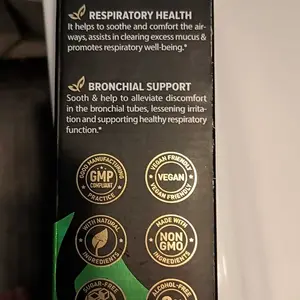 RESPIRATORY HEALTH
It helps to soothe and comfort the air-
ways, assists in clearing excess mucus &
promotes respiratory well-being.*
BRONCHIAL SUPPORT
Sooth & help to alleviate discomfort
in the bronchial tubes, lessening irrita-
tion and supporting healthy respiratory
function.*
GOOD MANUFACTURING
GMP
COMPLIANT
PRACTICE
VEGAN FRIENDLY
VEGAN
VEGAN FRIENDLY
WITH NATURAL
INGREDIENTS
MADE WITH
NON
GMO
INGREDIENTS
SUGAR-FREE
ALCOHOL-FREE